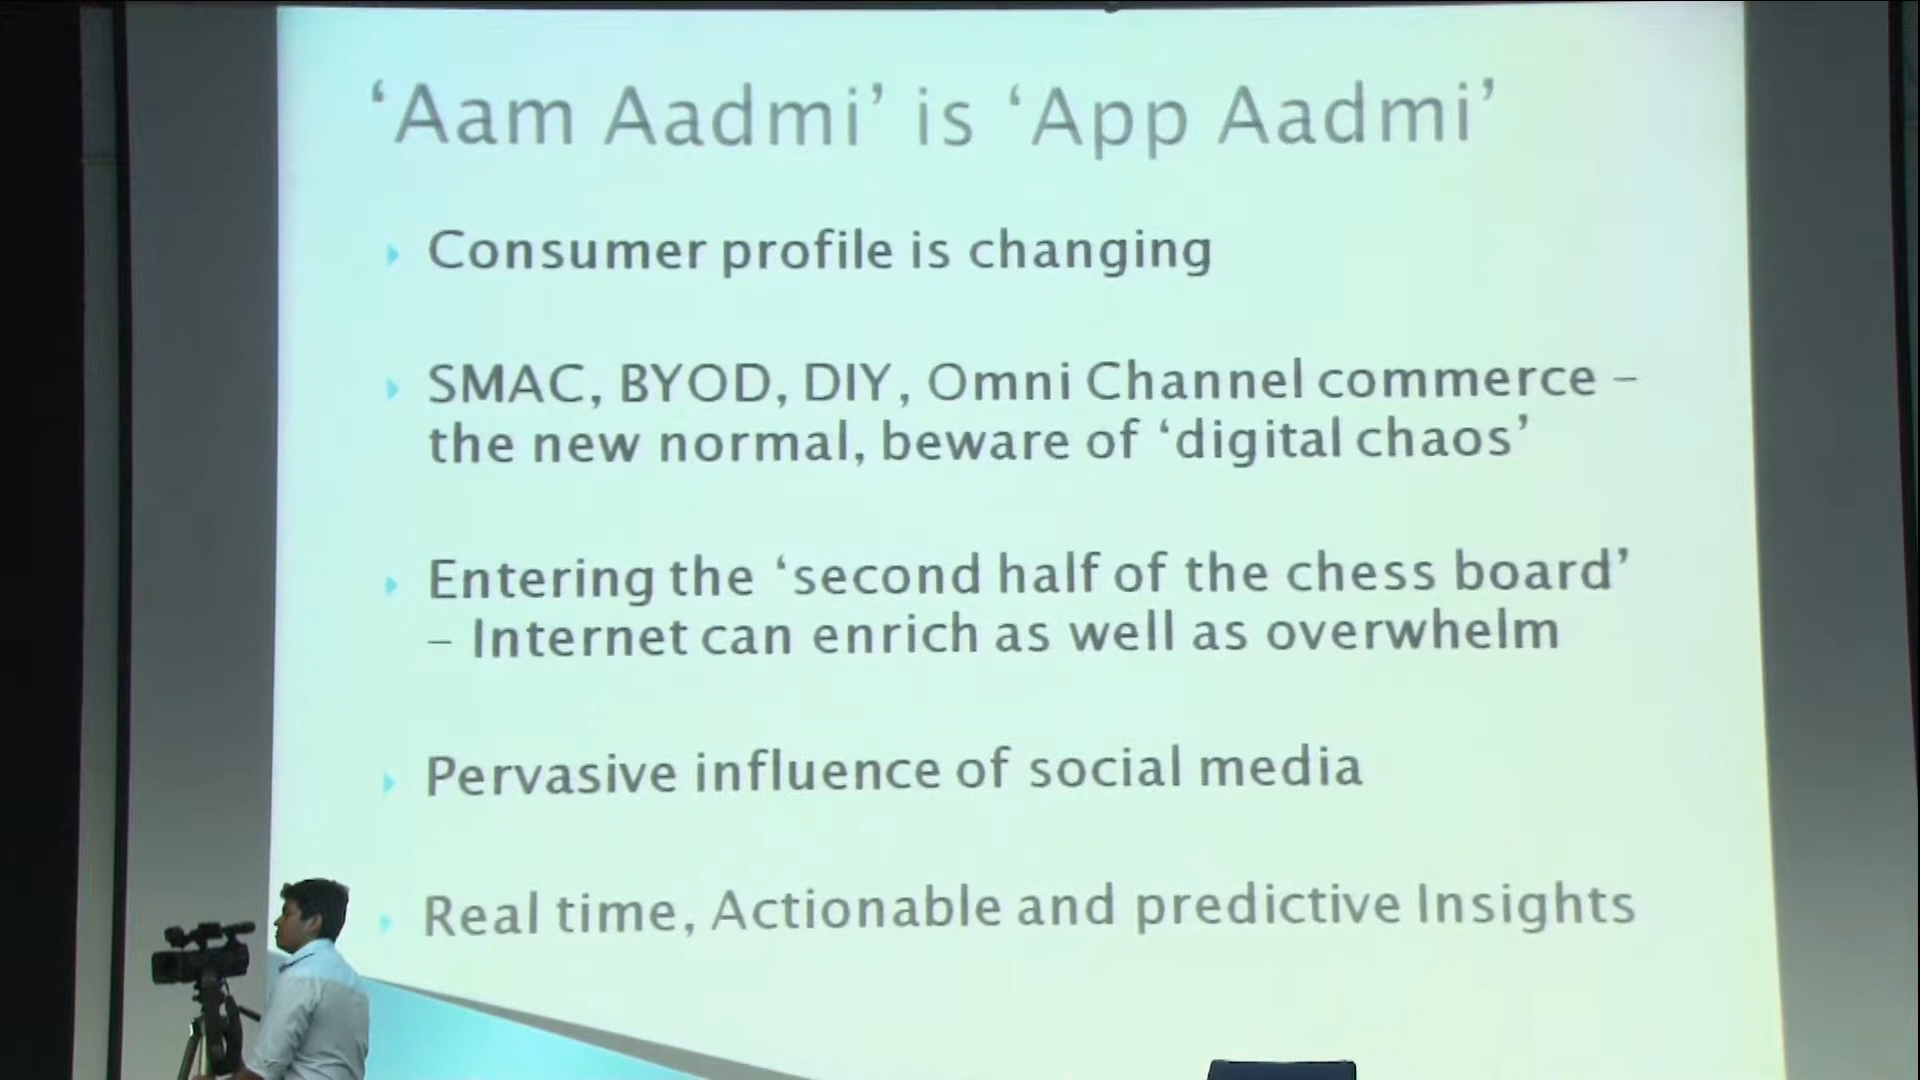 ‘Aam Aadmi’ is ‘App Aadmi’
Consumer profile is changing
SMAC, BYOD, DIY, Omni Channel commerce –
the new normal, beware of ‘digital chaos’
Entering the ‘second half of the chess board’
– Internet can enrich as well as overwhelm
Pervasive influence of social media
Real time, Actionable and predictive Insights